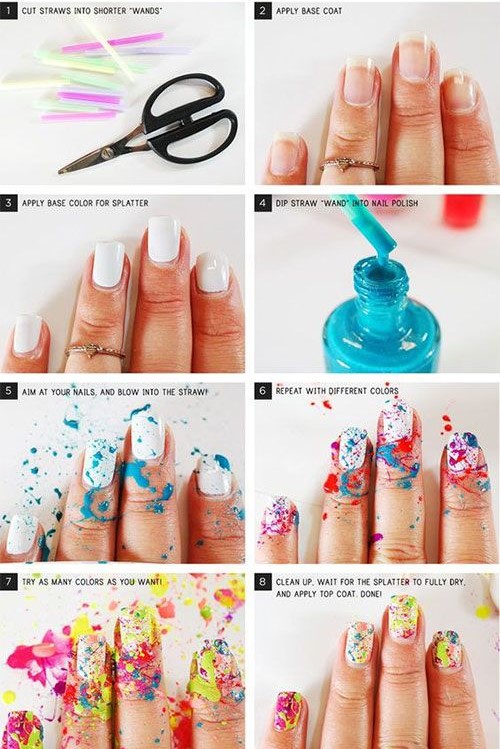 1 CUT STRAWS INTO SHORTER "WANDS"
2 APPLY BASE COAT
3 APPLY BASE COLOR FOR SPLATTER
4 DIP STRAW "WAND" INTO NAIL POLISH
5 AIM AT YOUR NAILS, AND BLOW INTO THE STRAW!
6 REPEAT WITH DIFFERENT COLORS
7 TRY AS MANY COLORS AS YOU WANT!
8 CLEAN UP, WAIT FOR THE SPLATTER TO FULLY DRY,
AND APPLY TOP COAT. DONE!